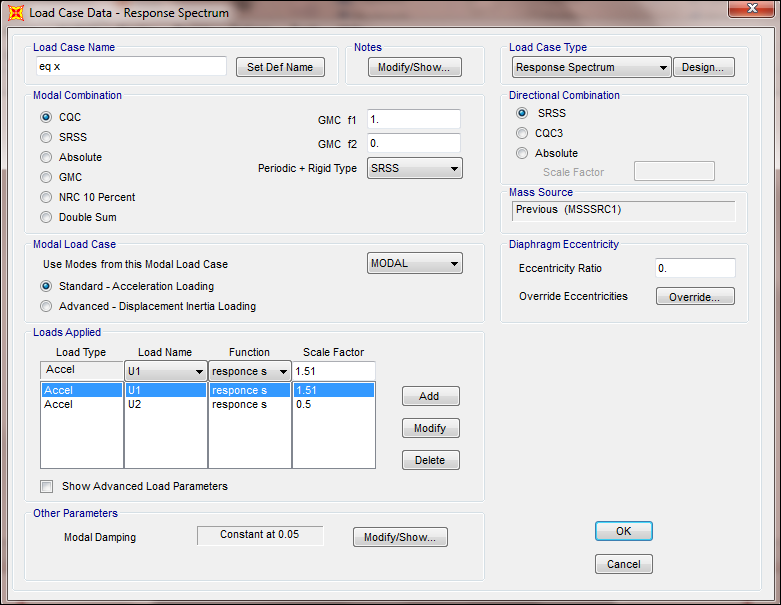 Load Case Data - Response Spectrum
Load Case Name
eq x
Set Def Name
Notes
Modify/Show...
Load Case Type
Response Spectrum
Design...
Modal Combination
CQC
SRSS
Absolute
GMC
NRC 10 Percent
Double Sum
GMC f1
1.
GMC f2
0.
Periodic + Rigid Type
SRSS
Directional Combination
SRSS
CQC3
Absolute
Scale Factor
Mass Source
Previous (MSSSRC1)
Modal Load Case
Use Modes from this Modal Load Case
MODAL
Standard - Acceleration Loading
Advanced - Displacement Inertia Loading
Diaphragm Eccentricity
Eccentricity Ratio
0.
Override Eccentricities
Override...
Loads Applied
Load Type Load Name Function Scale Factor
Accel U1 responce s 1.51
Accel U1 responce s 1.51
Accel U2 responce s 0.5
Add
Modify
Delete
Show Advanced Load Parameters
Other Parameters
Modal Damping
Constant at 0.05
Modify/Show...
OK
Cancel